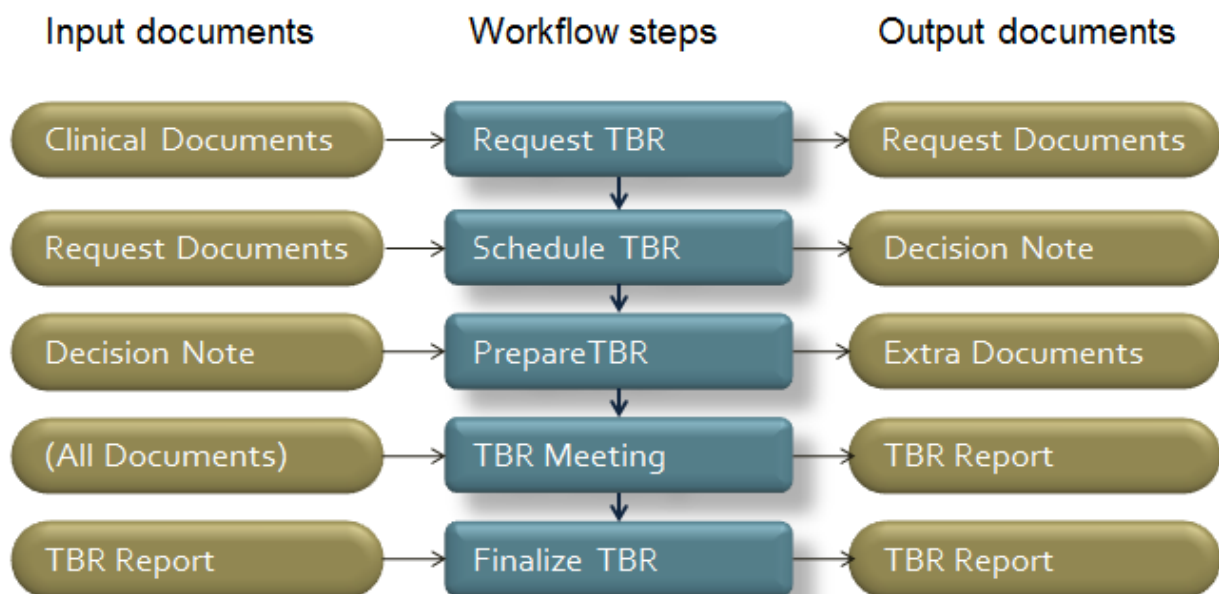 Input documents
Workflow steps
Output documents
Clinical Documents
Request TBR
Request Documents
Request Documents
Schedule TBR
Decision Note
Decision Note
PrepareTBR
Extra Documents
(All Documents)
TBR Meeting
TBR Report
TBR Report
Finalize TBR
TBR Report